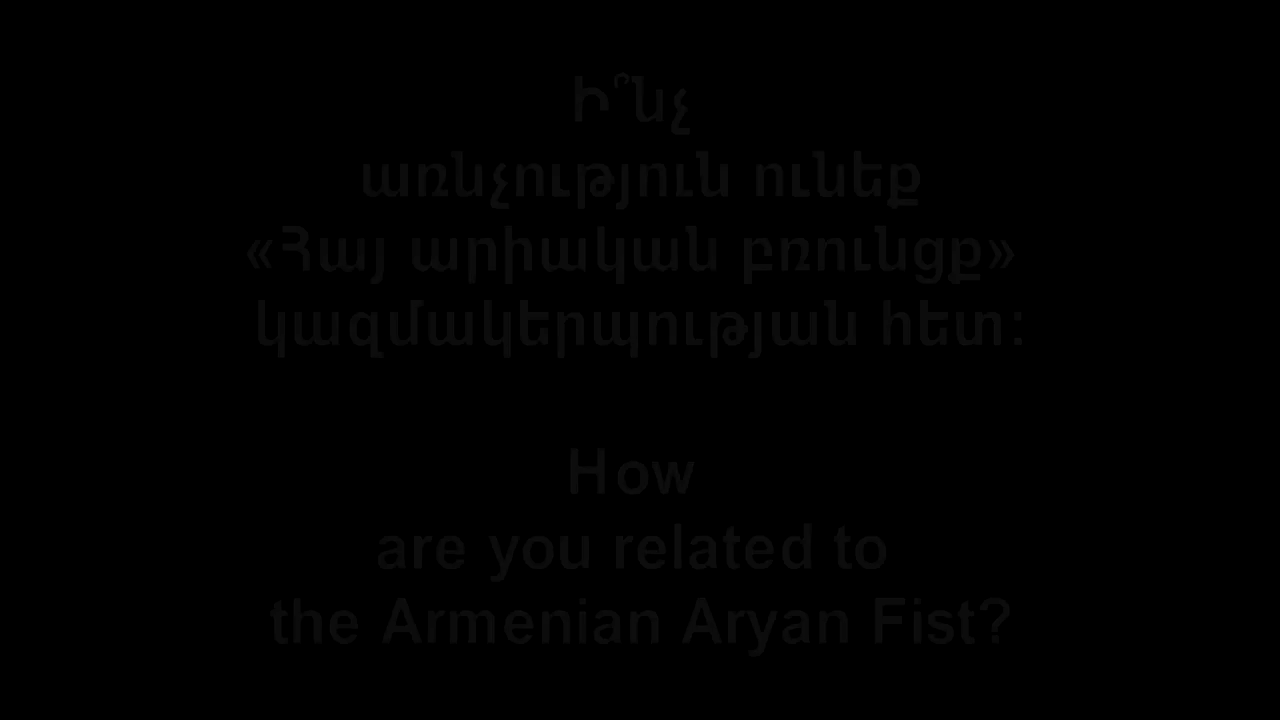 Ի՞նչ
առնչություն ունեք
«Հայ արիական բռունցք»
կազմակերպության հետ:
How
are you related to
the Armenian Aryan Fist?